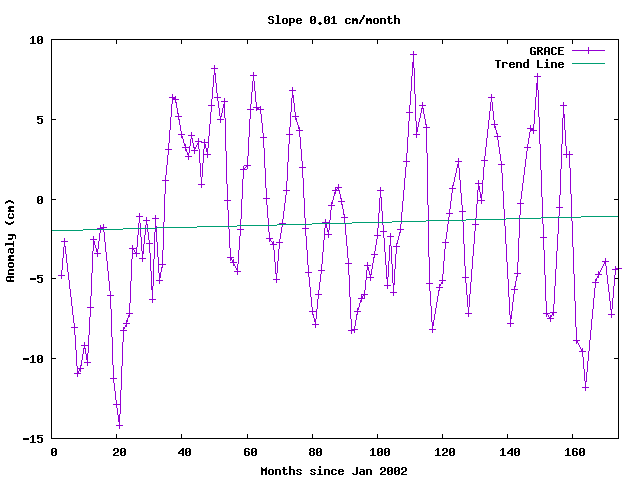 Slope 0.01 cm/month
GRACE
Trend Line
10
5
0
-5
-10
-15
Anomaly (cm)
0 20 40 60 80 100 120 140 160
Months since Jan 2002